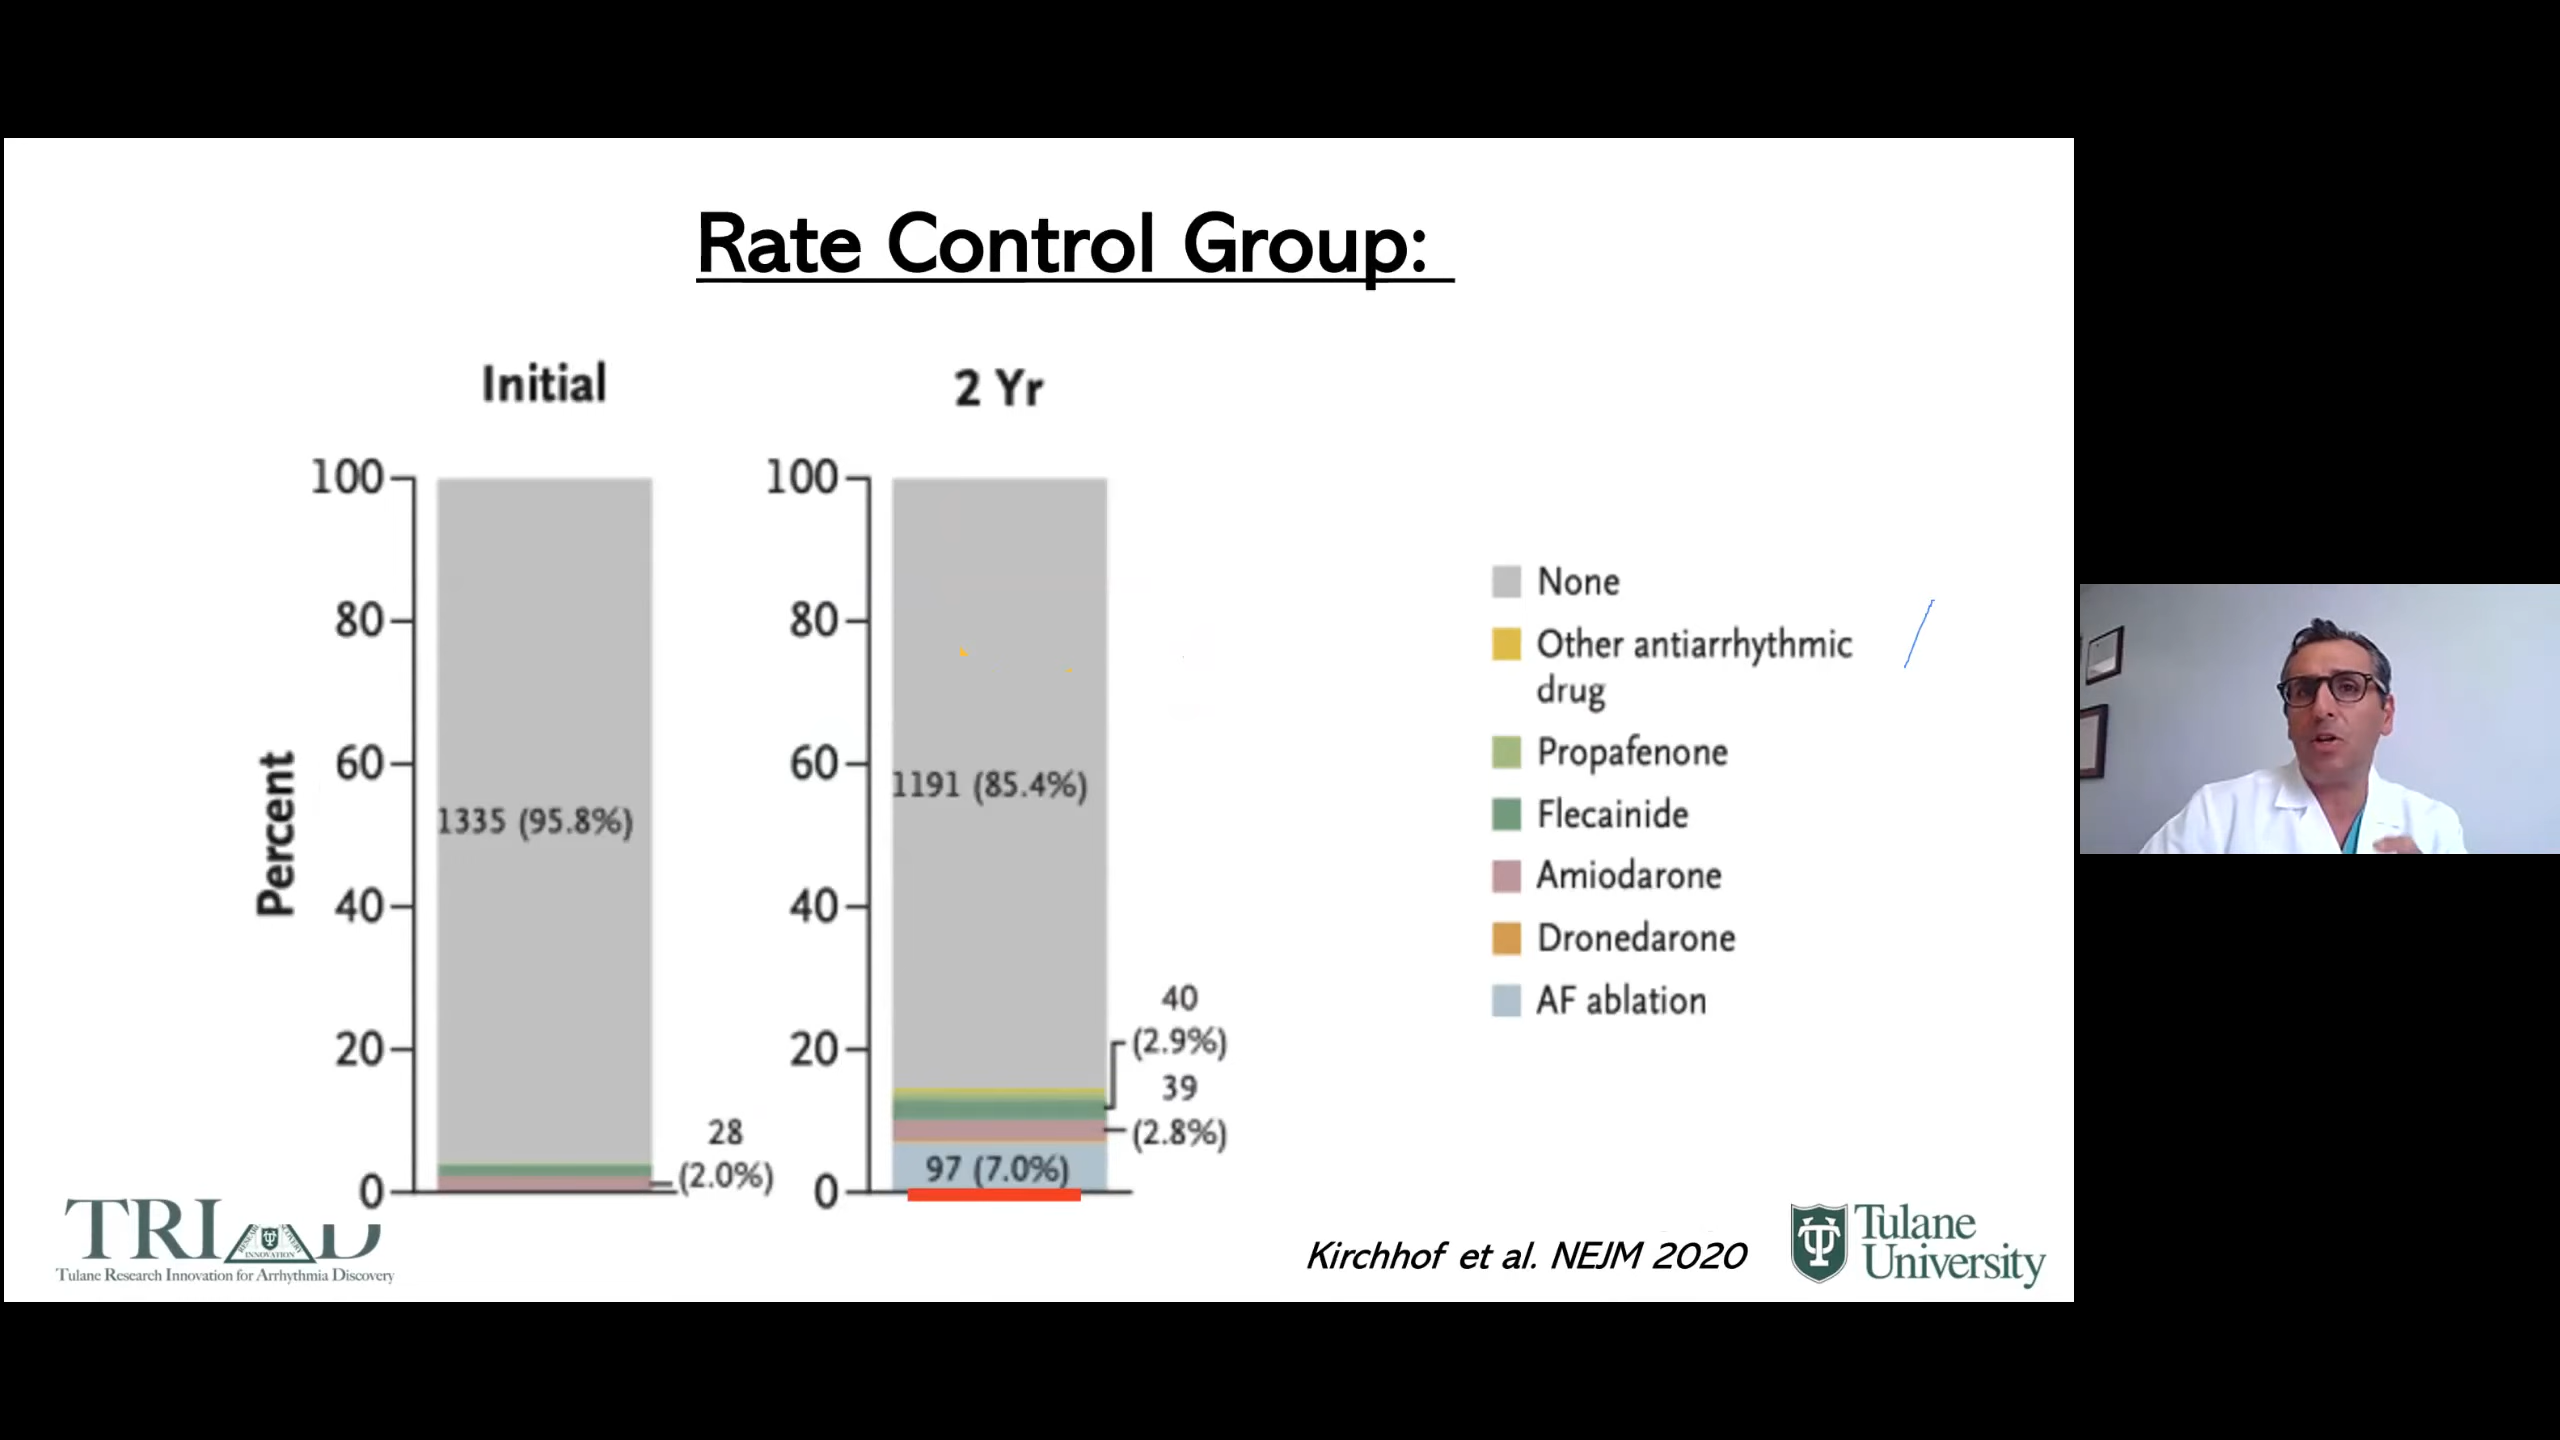 Rate Control Group:
Initial
2 Yr
Percent
100
80
60
40
20
0
1335 (95.8%)
28
(2.0%)
100
80
60
40
20
0
1191 (85.4%)
40
(2.9%)
39
(2.8%)
97 (7.0%)
None
Other antiarrhythmic
drug
Propafenone
Flecainide
Amiodarone
Dronedarone
AF ablation
TRIAD
INNOVATION
Tulane Research Innovation for Arrhythmia Discovery
Kirchhof et al. NEJM 2020
Tulane
University